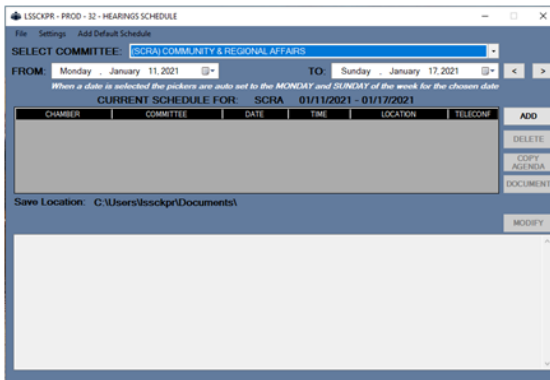 LSSCKPR - PROD - 32 - HEARINGS SCHEDULE
File Settings Add Default Schedule
SELECT COMMITTEE: (SCRA) COMMUNITY & REGIONAL AFFAIRS
FROM: Monday , January 11, 2021 TO: Sunday , January 17, 2021 < >
When a date is selected the pickers are auto set to the MONDAY and SUNDAY of the week for the chosen date
CURRENT SCHEDULE FOR: SCRA 01/11/2021 - 01/17/2021
CHAMBER COMMITTEE DATE TIME LOCATION TELECONF
ADD
DELETE
COPY
AGENDA
DOCUMENT
Save Location: C:\Users\lssckpr\Documents\
MODIFY